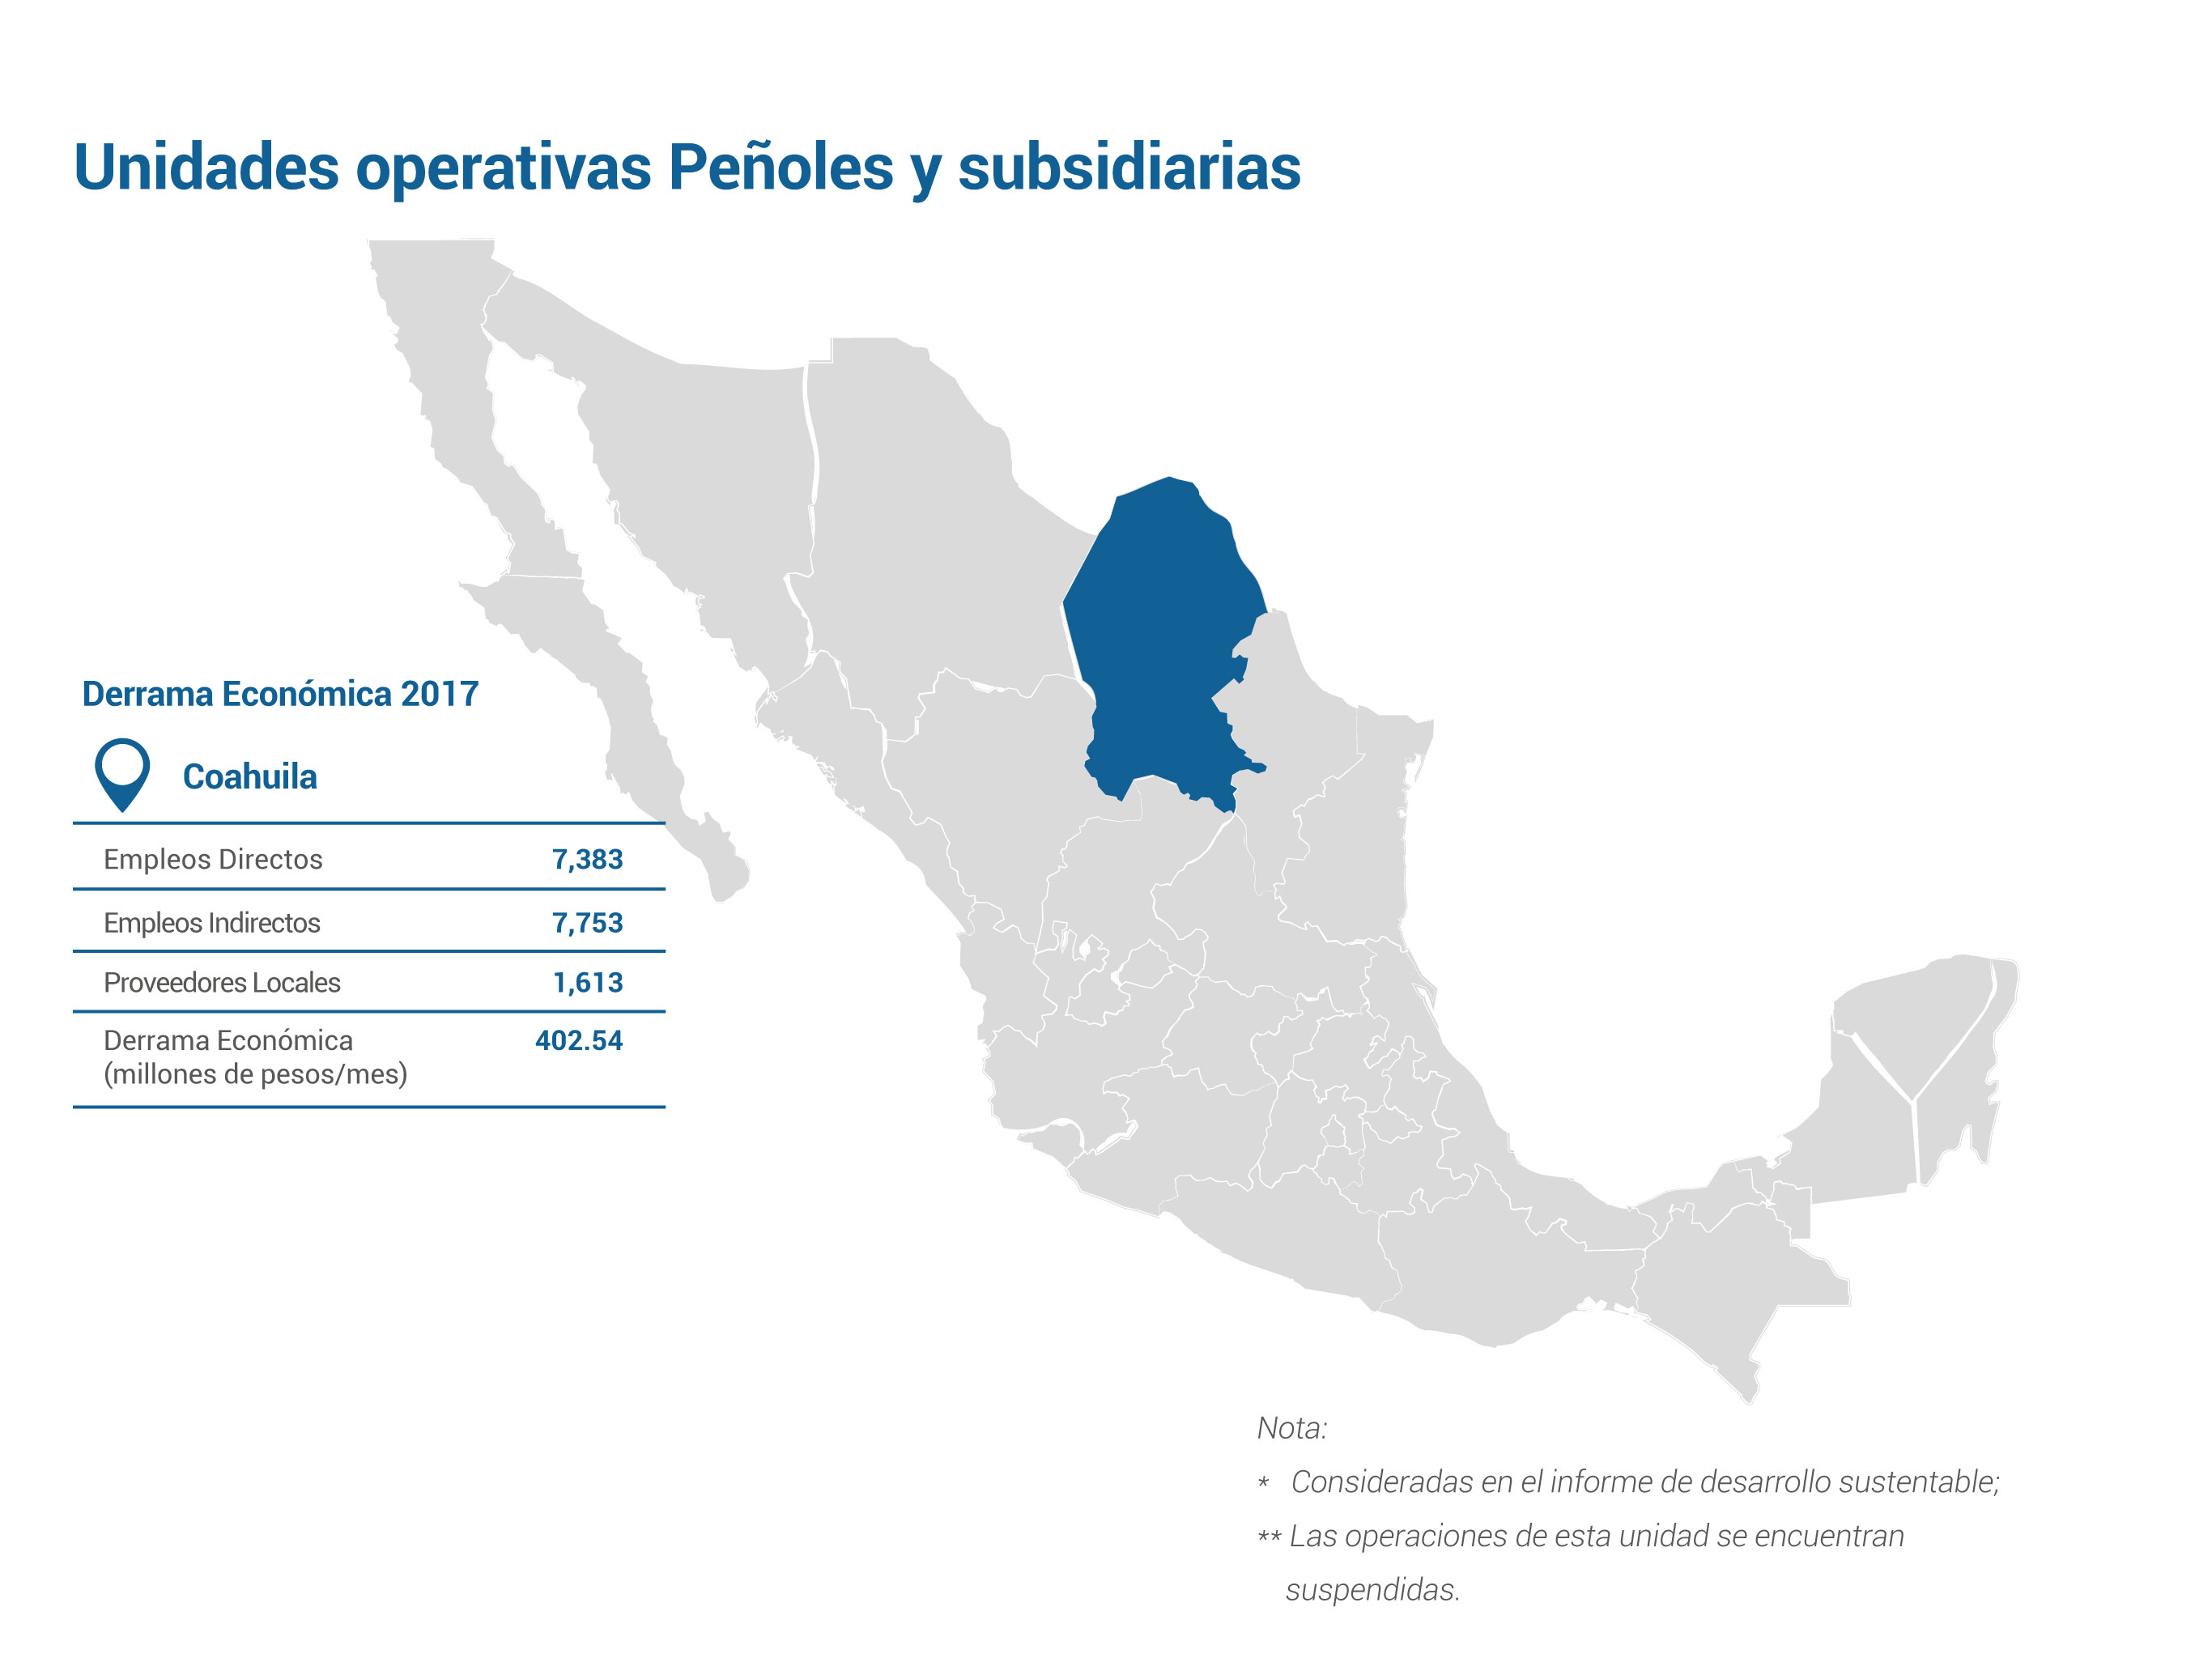 Unidades operativas Peñoles y subsidiarias
Derrama Económica 2017
Coahuila
Empleos Directos 7,383
Empleos Indirectos 7,753
Proveedores Locales 1,613
Derrama Económica 402.54
(millones de pesos/mes)
Nota:
* Consideradas en el informe de desarrollo sustentable;
** Las operaciones de esta unidad se encuentran
suspendidas.